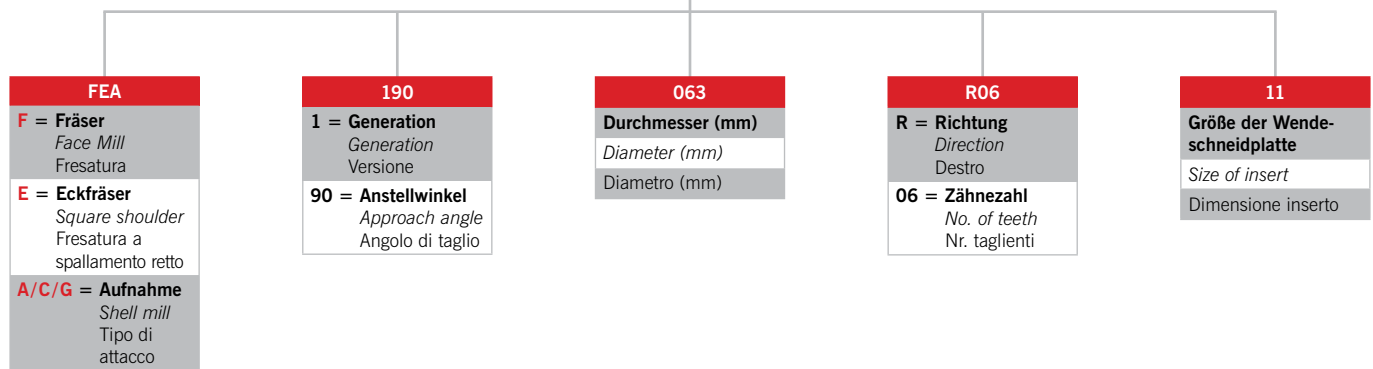 FEA
F = Fräser
Face Mill
Fresatura
E = Eckfräser
Square shoulder
Fresatura a
spallamento retto
A/C/G = Aufnahme
Shell mill
Tipo di
attacco
190
1 = Generation
Generation
Versione
90 = Anstellwinkel
Approach angle
Angolo di taglio
063
Durchmesser (mm)
Diameter (mm)
Diametro (mm)
R06
R = Richtung
Direction
Destro
06 = Zähnezahl
No. of teeth
Nr. taglienti
11
Größe der Wende-
schneidplatte
Size of insert
Dimensione inserto